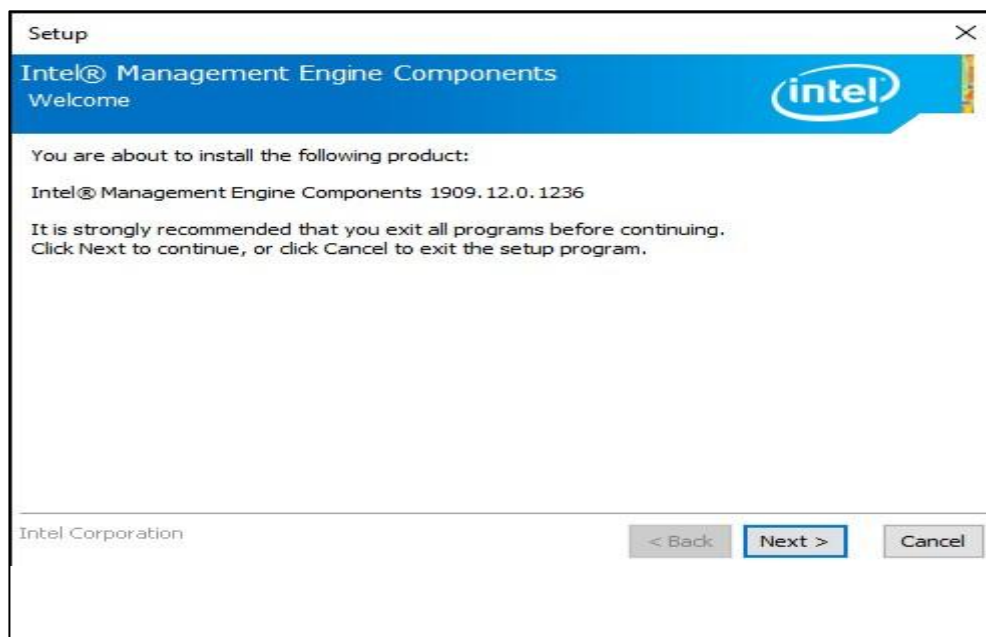 Setup
Intel® Management Engine Components
Welcome
intel
You are about to install the following product:
Intel® Management Engine Components 1909.12.0.1236
It is strongly recommended that you exit all programs before continuing.
Click Next to continue, or click Cancel to exit the setup program.
Intel Corporation
< Back
Next >
Cancel